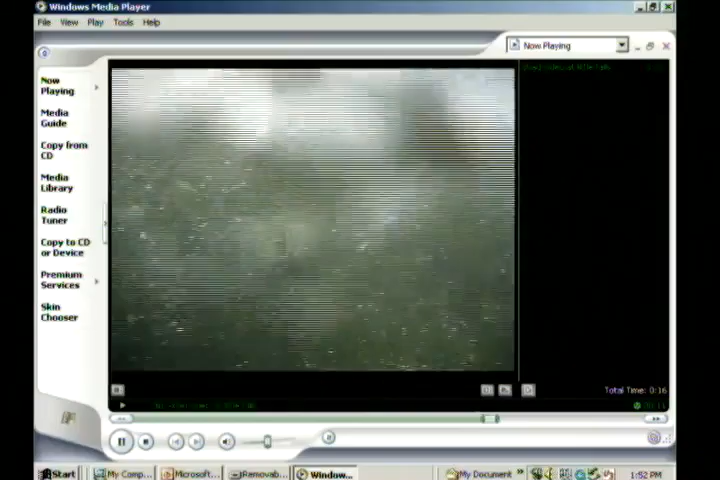 Windows Media Player
File View Play Tools Help
Now Playing
Now
Playing
Media
Guide
Copy from
CD
Media
Library
Radio
Tuner
Copy to CD
or Device
Premium
Services
Skin
Chooser
Total Time: 0:16
Start My Comp... Microsoft... Removab... Window... My Document » 1:52 PM